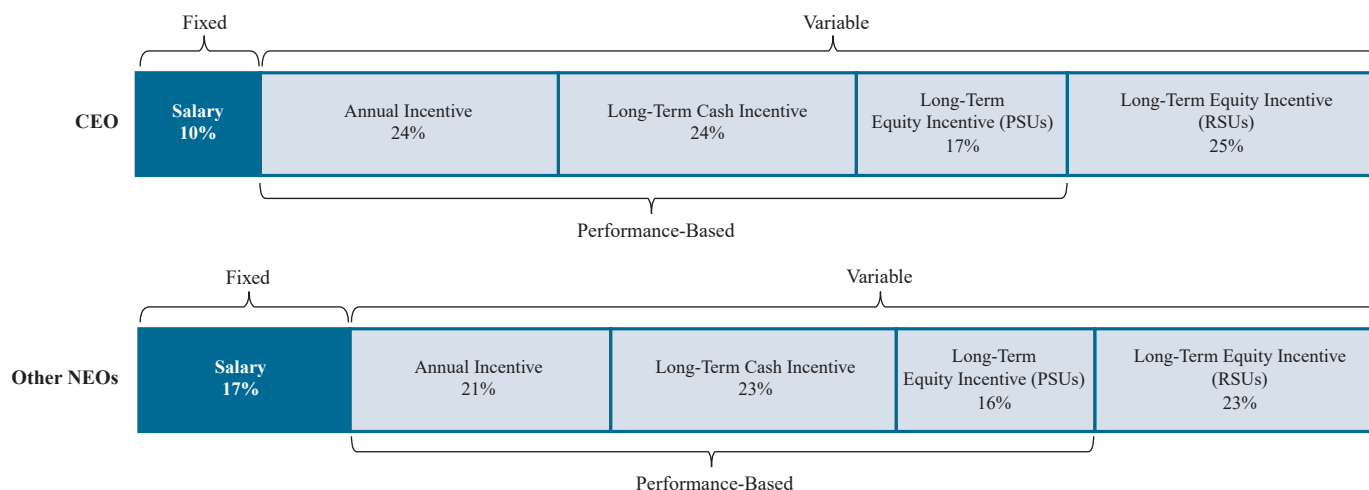 Fixed
Variable
CEO
Salary
10%
Annual Incentive
24%
Long-Term Cash Incentive
24%
Long-Term
Equity Incentive (PSUs)
17%
Long-Term Equity Incentive
(RSUs)
25%
Performance-Based
Fixed
Variable
Other NEOs
Salary
17%
Annual Incentive
21%
Long-Term Cash Incentive
23%
Long-Term
Equity Incentive (PSUs)
16%
Long-Term Equity Incentive
(RSUs)
23%
Performance-Based